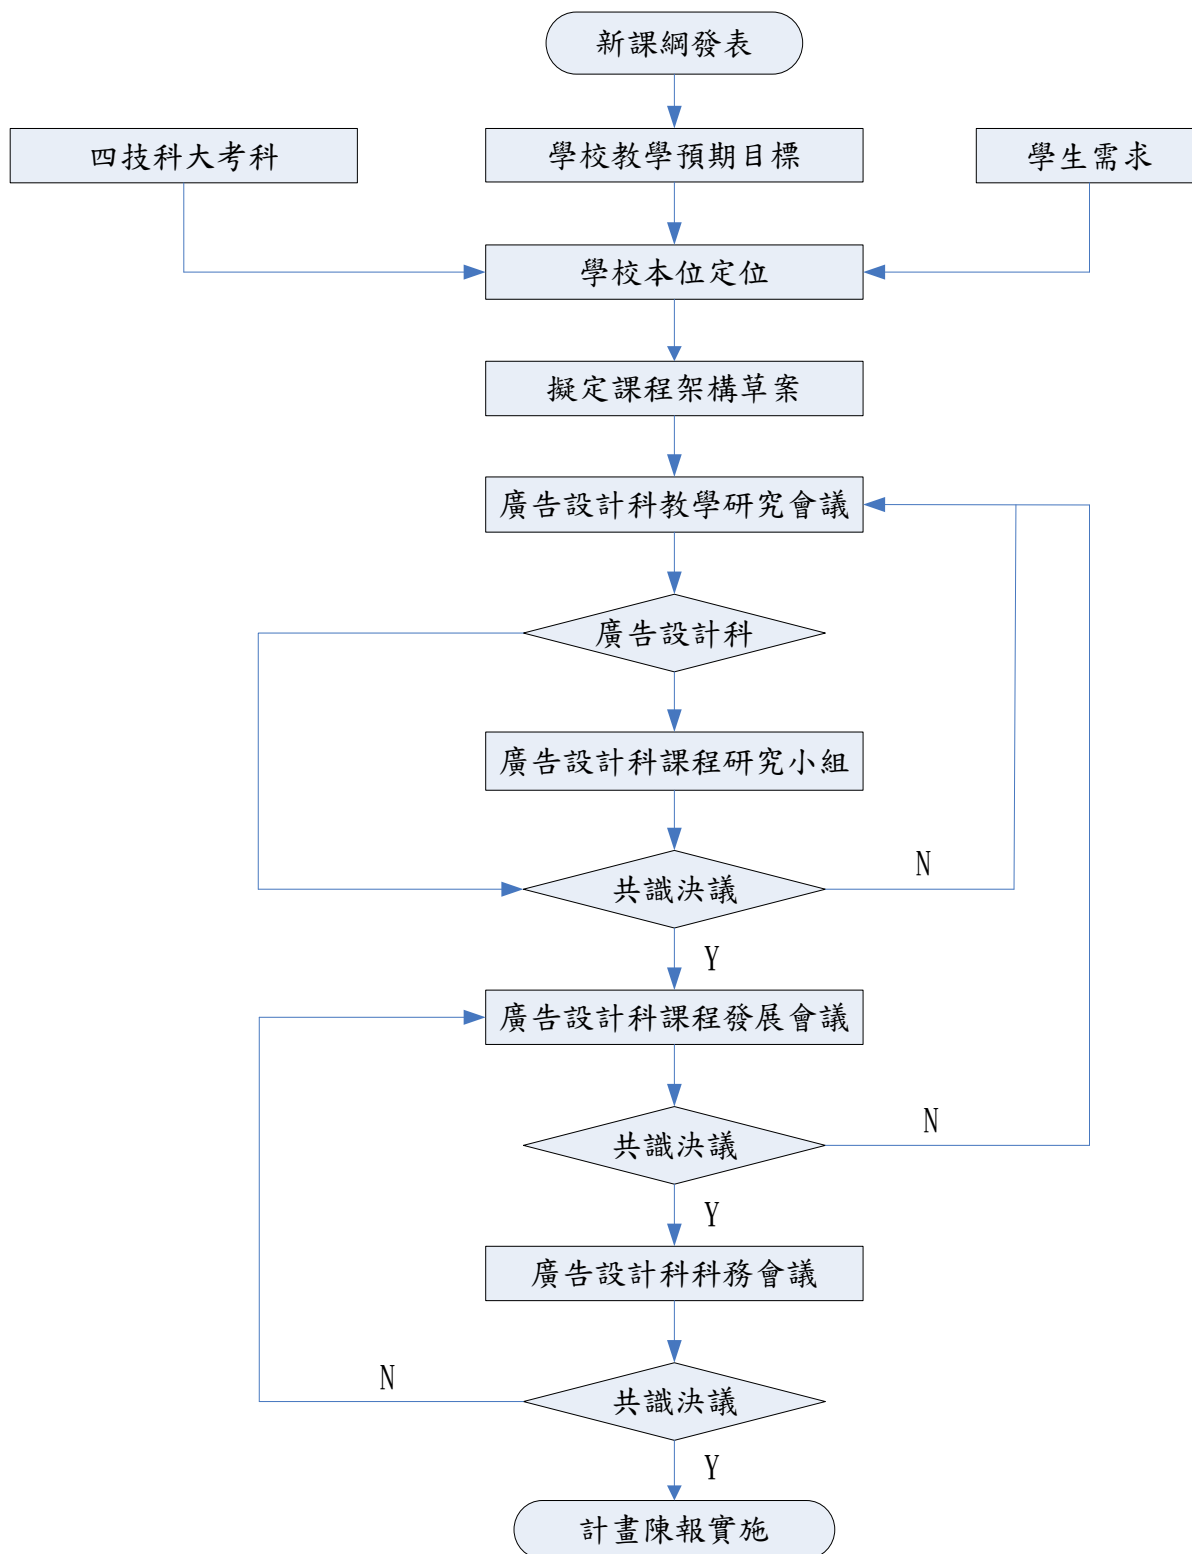 新課綱發表
四技科大考科
學校教學預期目標
學生需求
學校本位定位
擬定課程架構草案
廣告設計科教學研究會議
廣告設計科
廣告設計科課程研究小組
共識決議
N
Y
廣告設計科課程發展會議
共識決議
N
Y
廣告設計科科務會議
N
共識決議
Y
計畫陳報實施